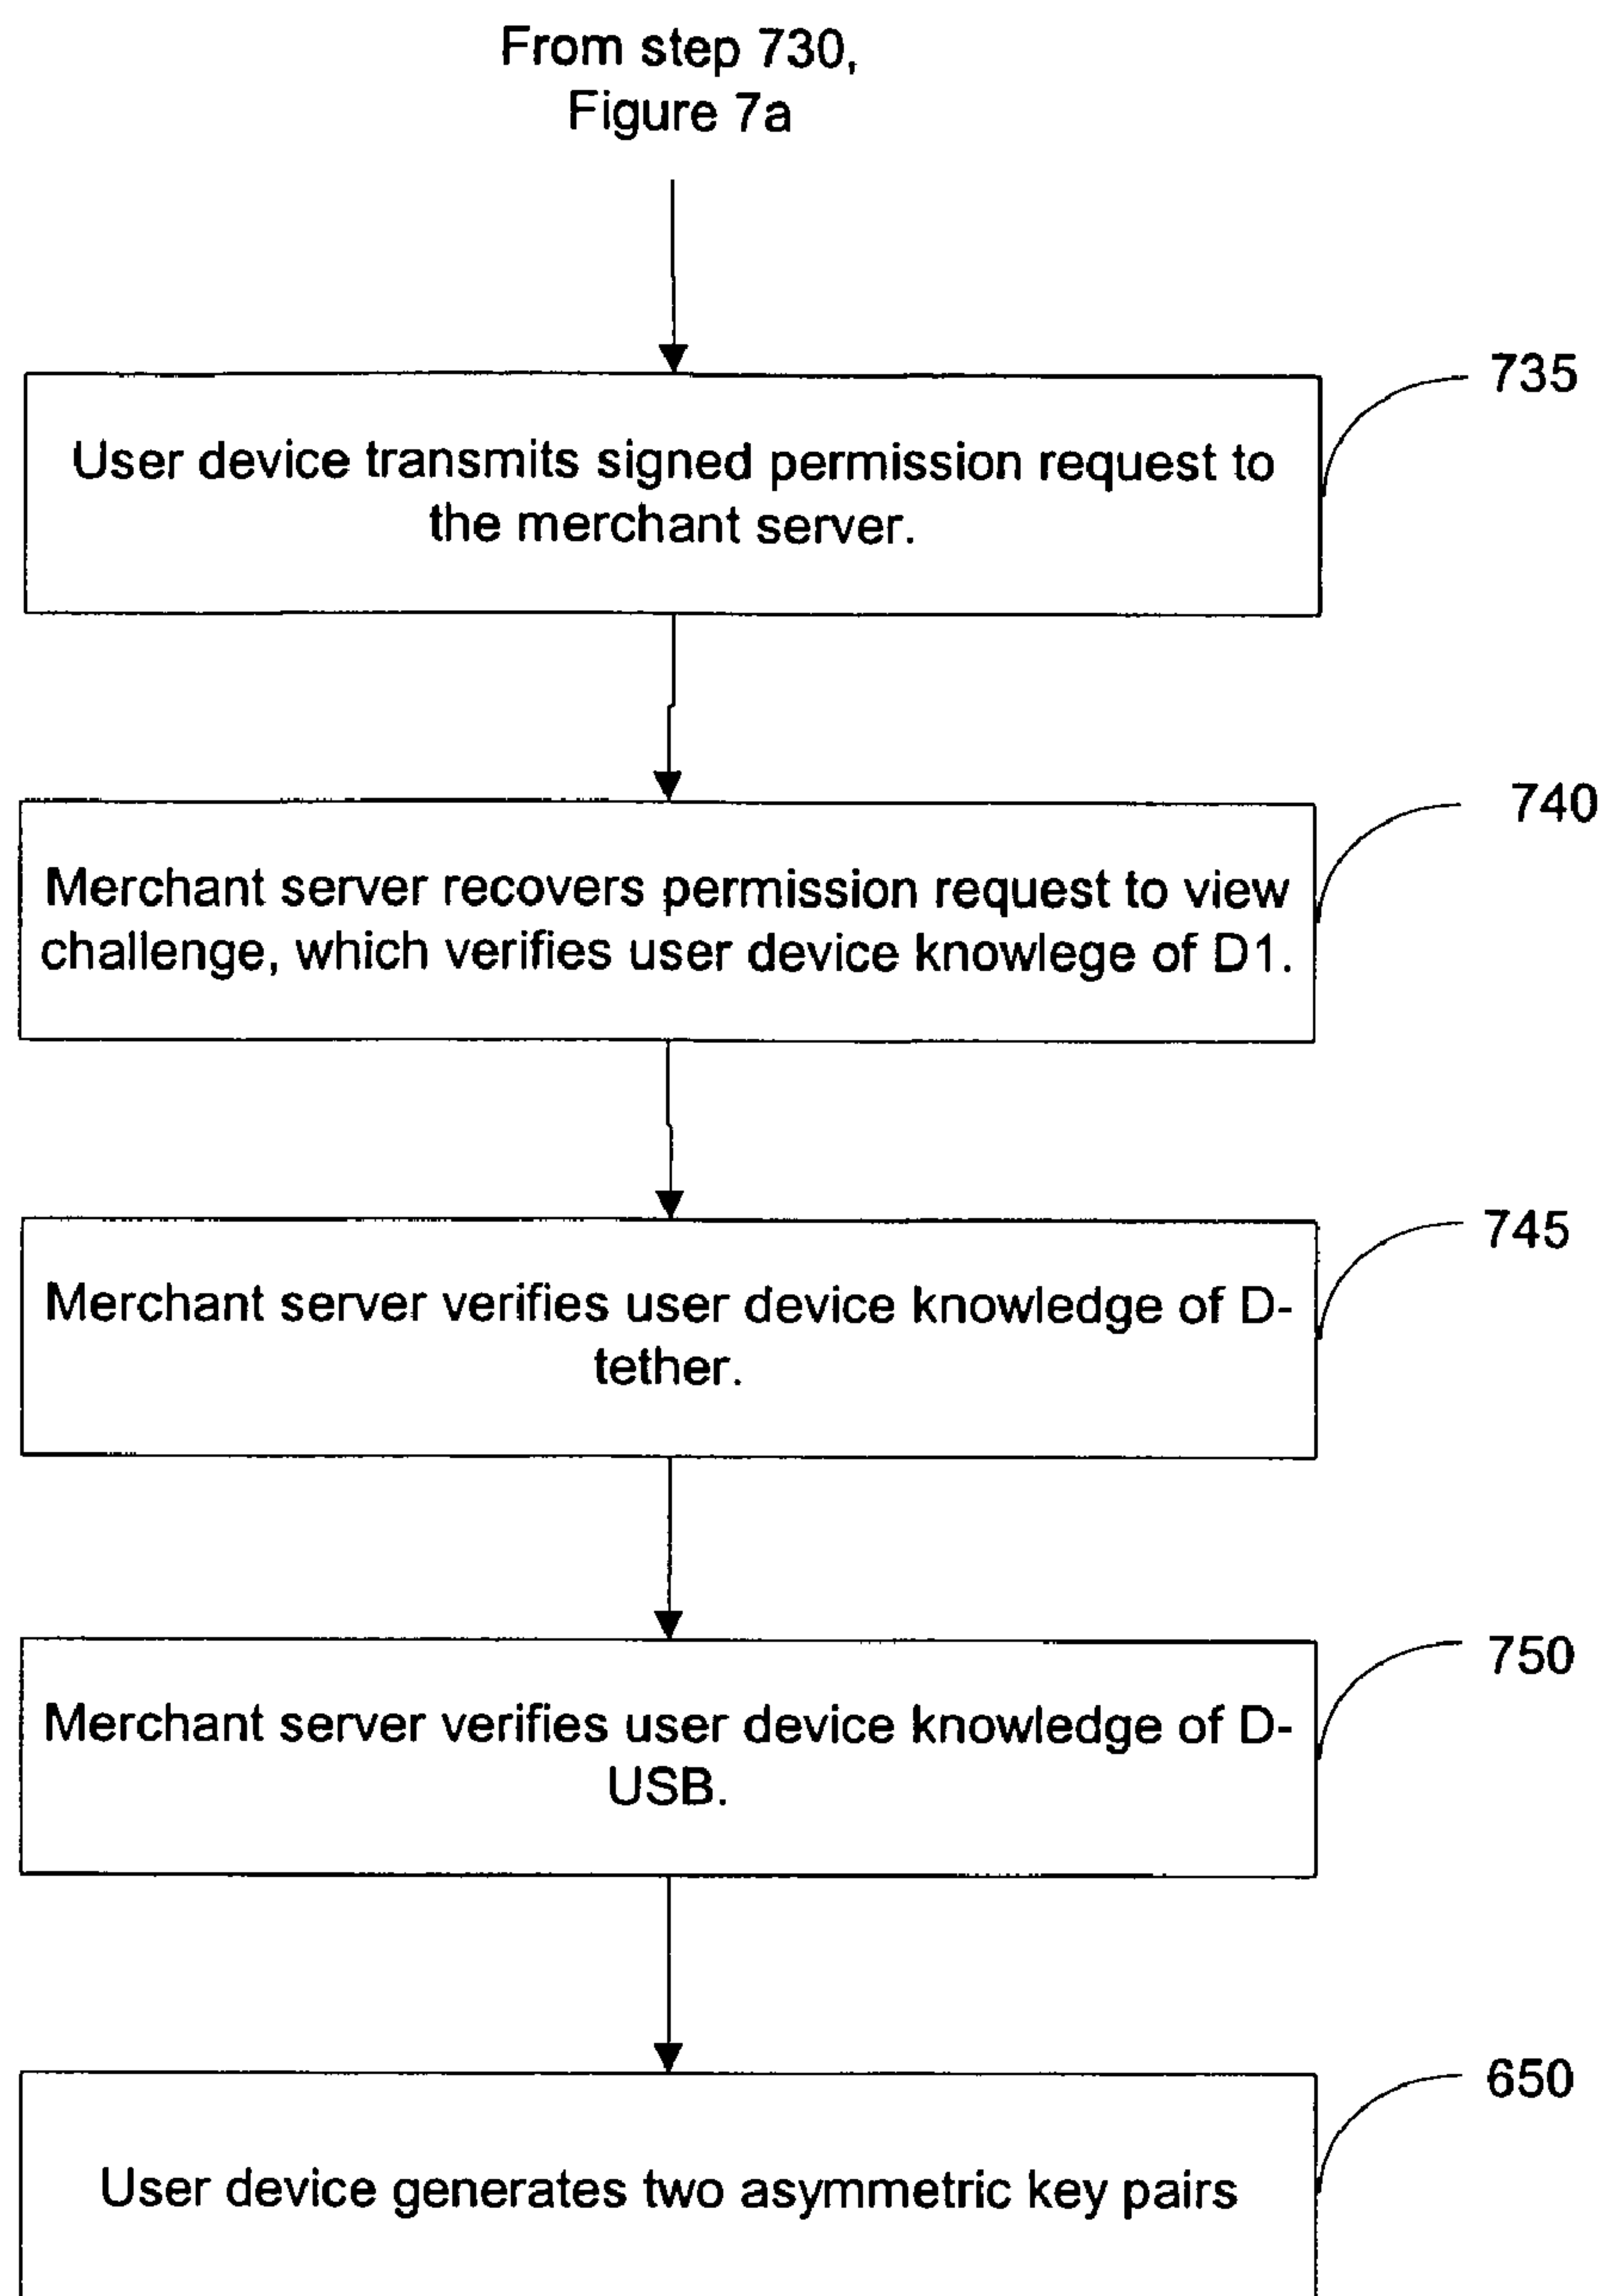 From step 730,
Figure 7a
735
User device transmits signed permission request to
the merchant server.
740
Merchant server recovers permission request to view
challenge, which verifies user device knowlege of D1.
745
Merchant server verifies user device knowledge of D-
tether.
750
Merchant server verifies user device knowledge of D-
USB.
650
User device generates two asymmetric key pairs